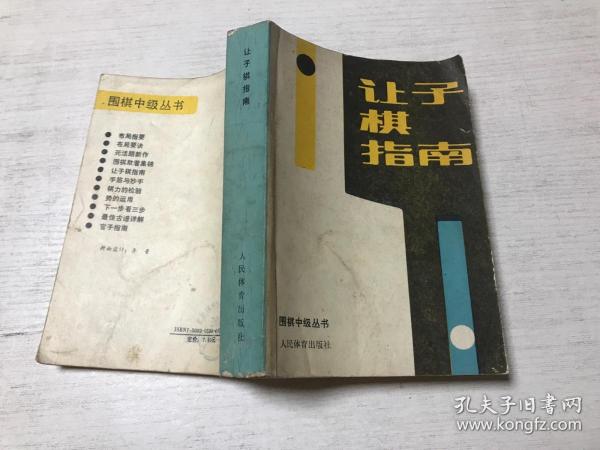 围棋中级丛书
布局指要
布局要诀
死活题新作
围棋取着集锦
让子棋指南
手筋与妙手
棋力的检验
势的运用
下一步看三步
最佳古谱详解
官子指南
定价：
让子棋指南
人民体育出版社
让子
棋
指南
围棋中级丛书
人民体育出版社
孔夫子旧书网
www.kongfz.com